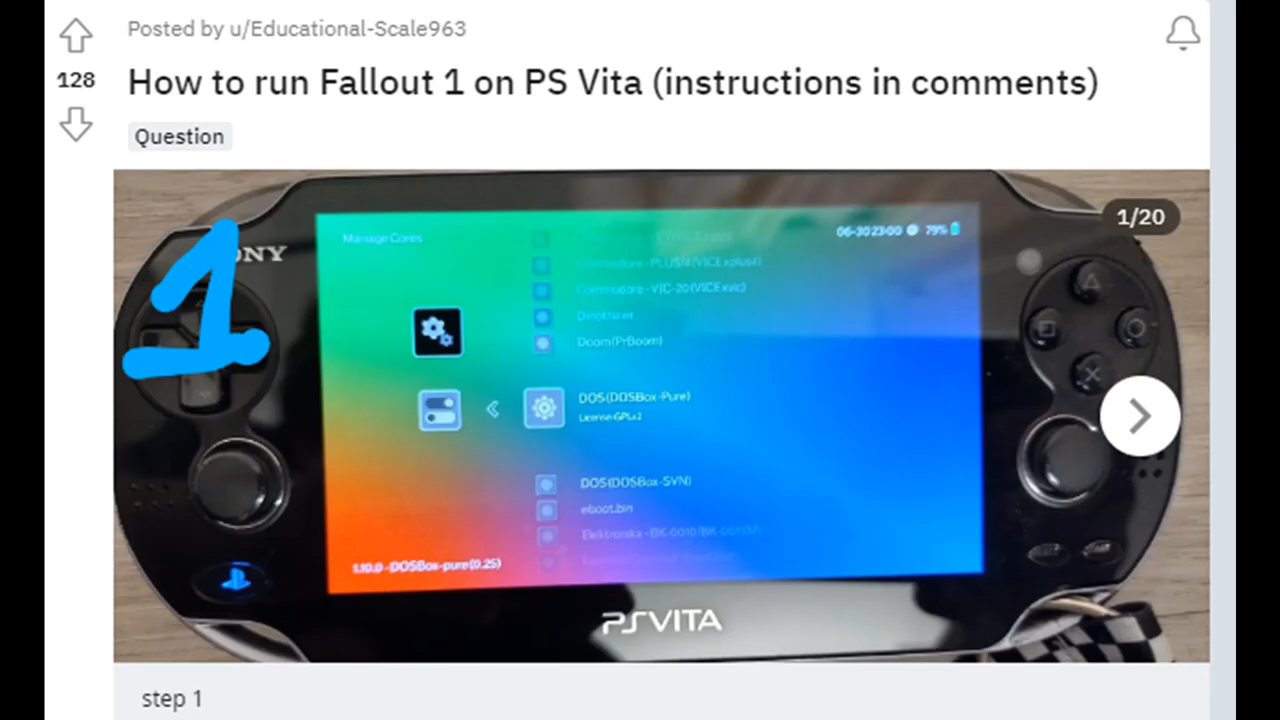 Posted by u/Educational-Scale963
128
How to run Fallout 1 on PS Vita (instructions in comments)
Question
1/20
1
NY
Manage Cores
06-30 23:00 79%
Commodore - PLUS/4 (VICE xplus4)
Commodore - VIC-20 (VICE xvic)
Dinothawr
Doom (PrBoom)
DOS (DOSBox-Pure)
License: GPLv2
DOS (DOSBox-SVN)
eboot.bin
1.10.0 - DOSBox-pure (0.25)
PSVITA
step 1